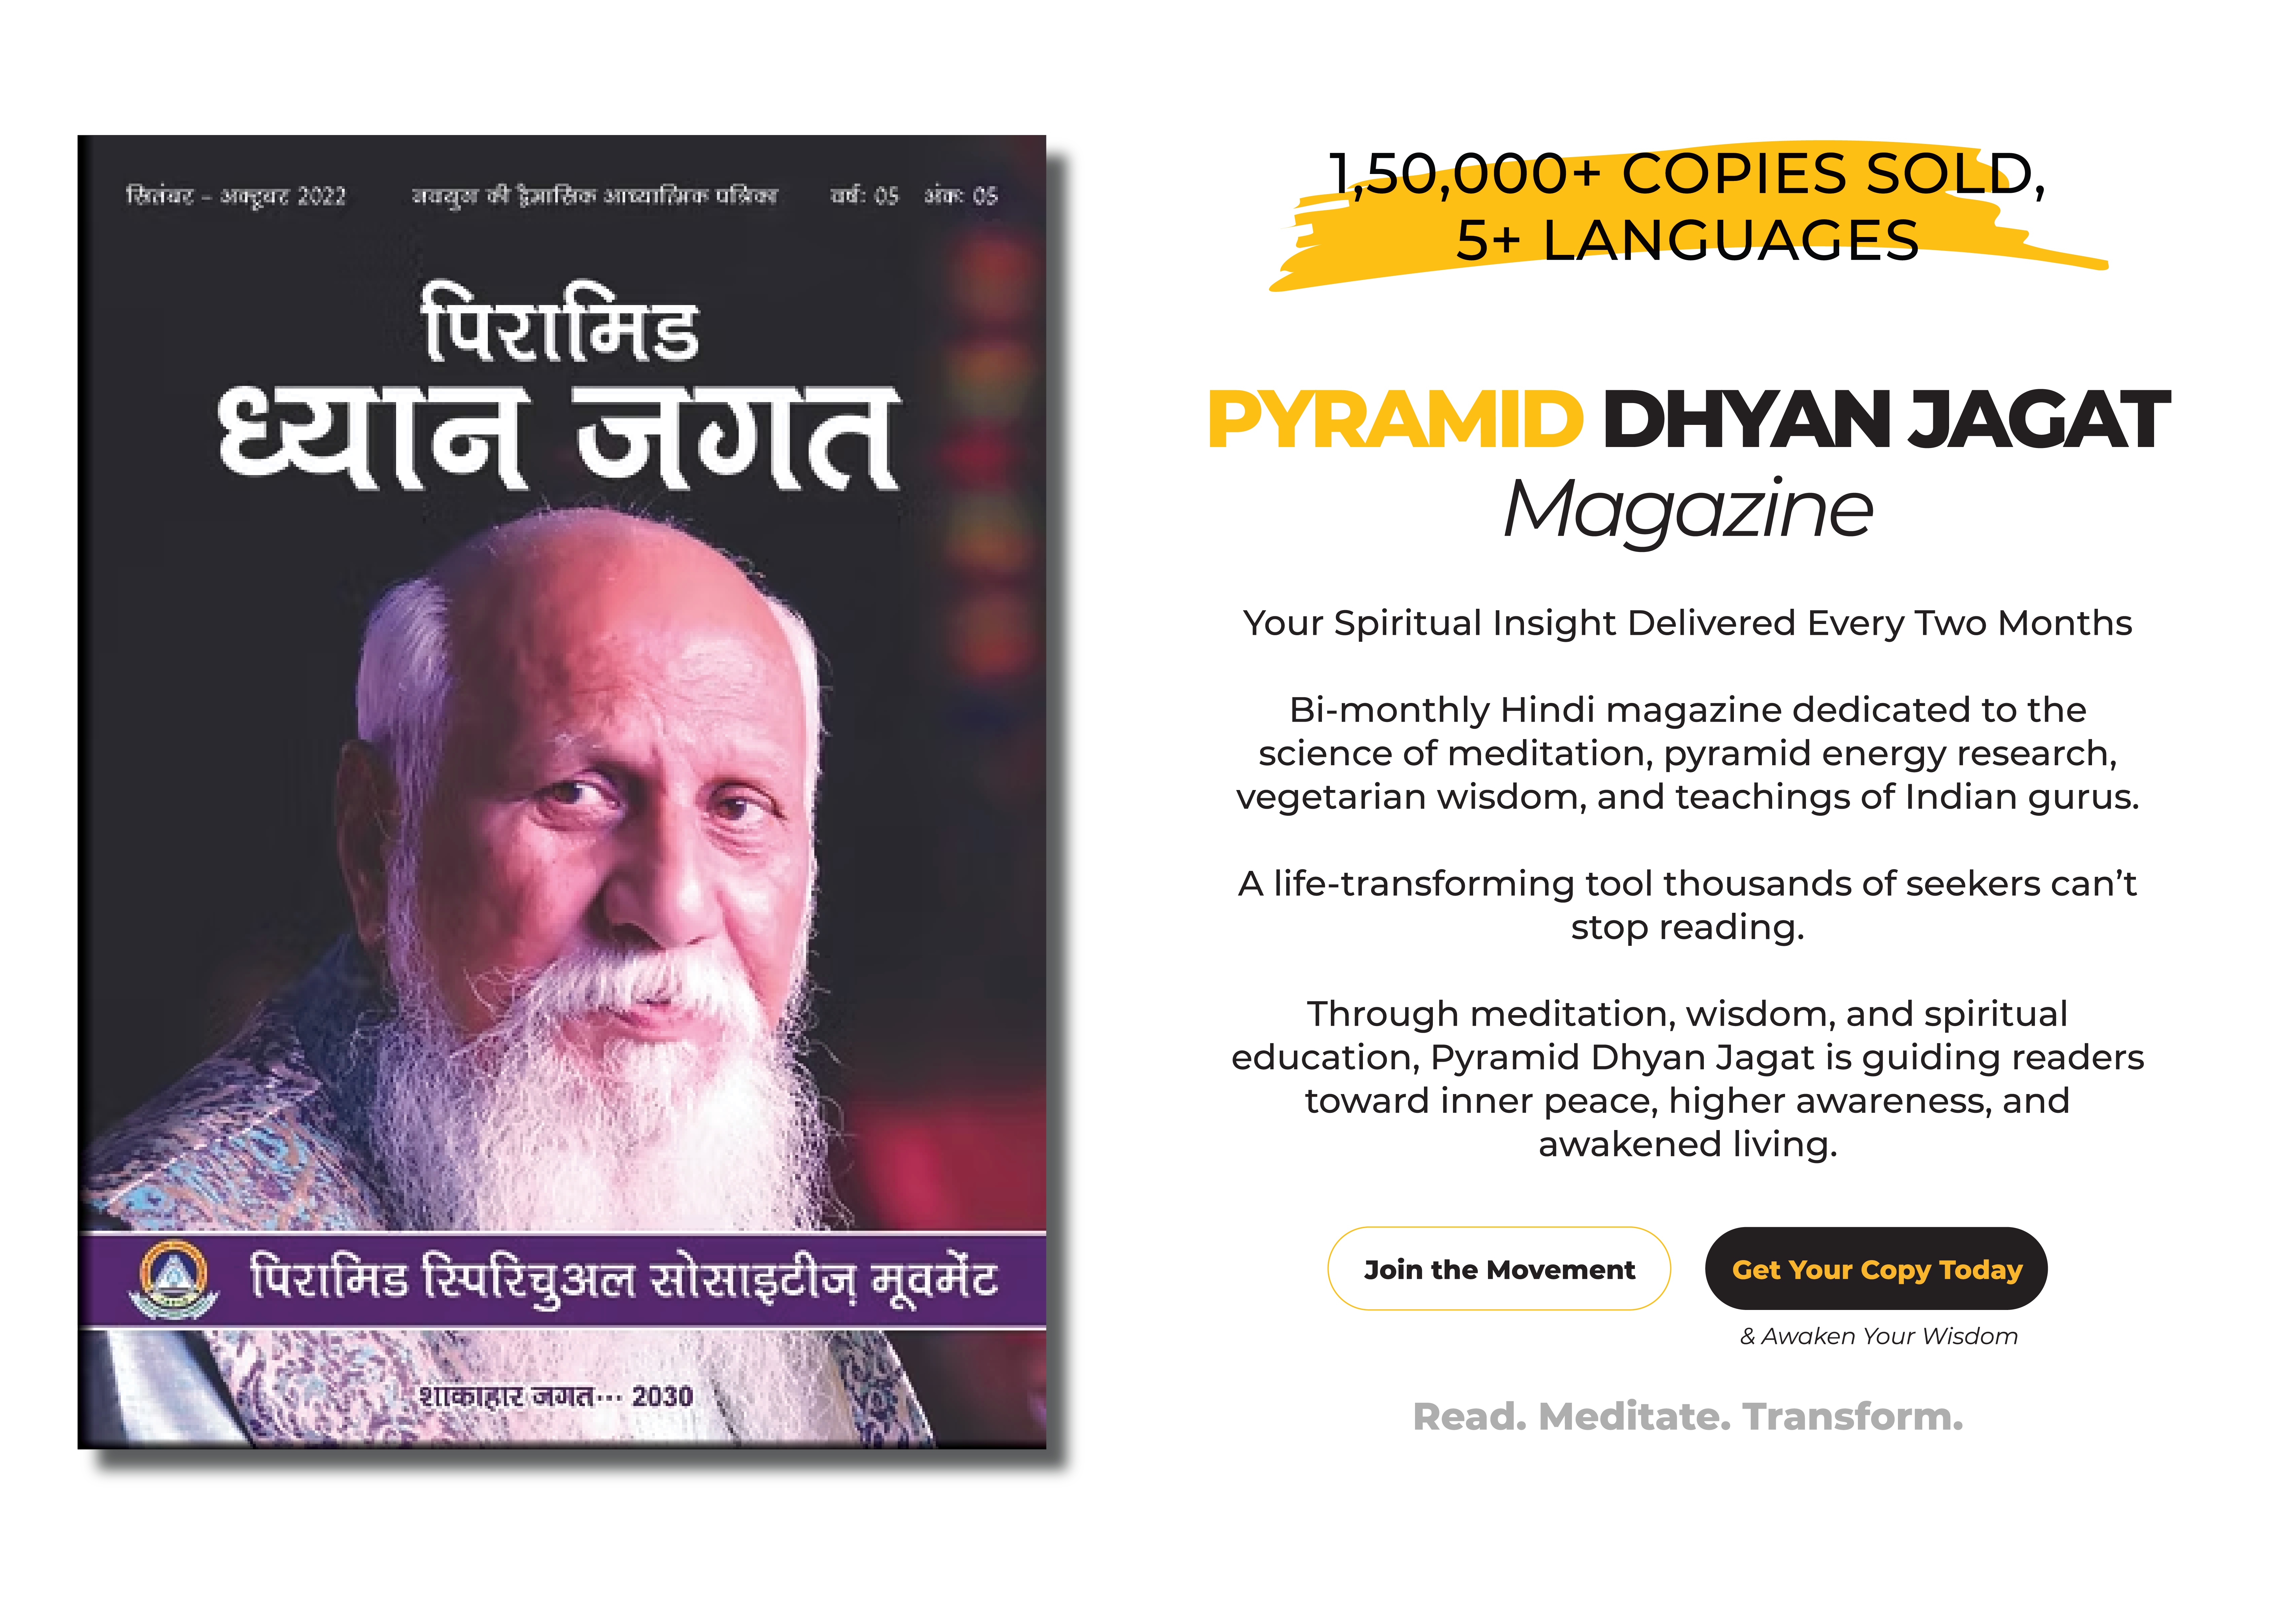 सितंबर – अक्टूबर 2022 नवयुग की द्वैमासिक आध्यात्मिक पत्रिका वर्ष: 05 अंक: 05
पिरामिड
ध्यान जगत
पिरामिड स्पिरिचुअल सोसाइटीज़ मूवमेंट
शाकाहार जगत... 2030
1,50,000+ COPIES SOLD,
5+ LANGUAGES
PYRAMID DHYAN JAGAT
Magazine
Your Spiritual Insight Delivered Every Two Months
Bi-monthly Hindi magazine dedicated to the
science of meditation, pyramid energy research,
vegetarian wisdom, and teachings of Indian gurus.
A life-transforming tool thousands of seekers can’t
stop reading.
Through meditation, wisdom, and spiritual
education, Pyramid Dhyan Jagat is guiding readers
toward inner peace, higher awareness, and
awakened living.
Join the Movement
Get Your Copy Today
& Awaken Your Wisdom
Read. Meditate. Transform.